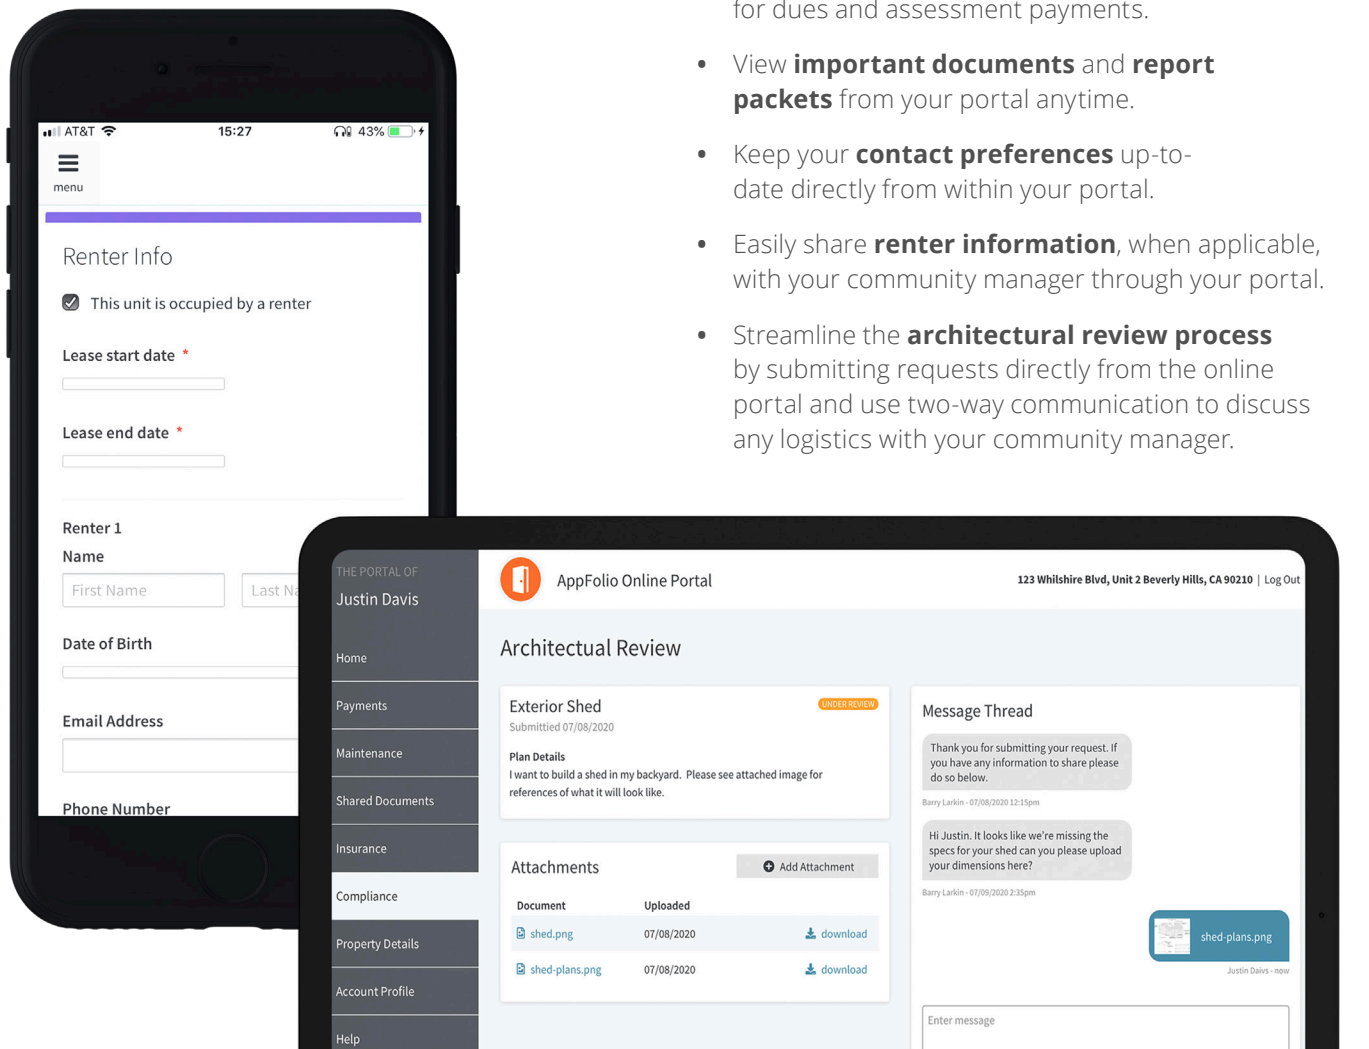 for dues and assessment payments.
• View important documents and report
packets from your portal anytime.
• Keep your contact preferences up-to-
date directly from within your portal.
• Easily share renter information, when applicable,
with your community manager through your portal.
• Streamline the architectural review process
by submitting requests directly from the online
portal and use two-way communication to discuss
any logistics with your community manager.
AT&T 15:27 43%
menu
Renter Info
This unit is occupied by a renter
Lease start date *
Lease end date *
Renter 1
Name
First Name Last Na
Date of Birth
Email Address
Phone Number
THE PORTAL OF
Justin Davis
Home
Payments
Maintenance
Shared Documents
Insurance
Compliance
Property Details
Account Profile
Help
AppFolio Online Portal
123 Whilshire Blvd, Unit 2 Beverly Hills, CA 90210 | Log Out
Architectual Review
Exterior Shed UNDER REVIEW
Submittied 07/08/2020
Plan Details
I want to build a shed in my backyard. Please see attached image for
references of what it will look like.
Attachments Add Attachment
Document Uploaded
shed.png 07/08/2020 download
shed-plans.png 07/08/2020 download
Message Thread
Thank you for submitting your request. If
you have any information to share please
do so below.
Barry Larkin - 07/08/2020 12:15pm
Hi Justin. It looks like we're missing the
specs for your shed can you please upload
your dimensions here?
Barry Larkin - 07/09/2020 2:35pm
shed-plans.png
Justin Daivs - now
Enter message